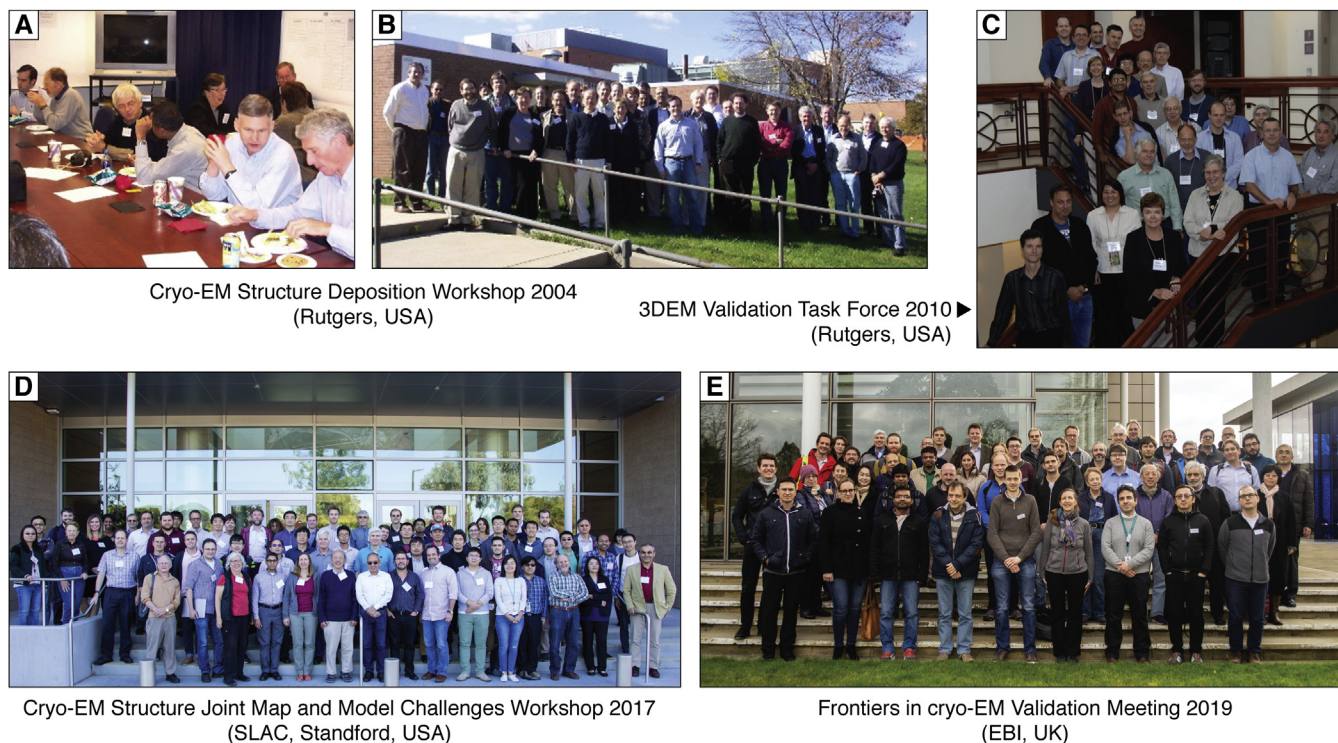 A
B
C
Cryo-EM Structure Deposition Workshop 2004
(Rutgers, USA)
3DEM Validation Task Force 2010 ▶
(Rutgers, USA)
D
E
Cryo-EM Structure Joint Map and Model Challenges Workshop 2017
(SLAC, Standford, USA)
Frontiers in cryo-EM Validation Meeting 2019
(EBI, UK)